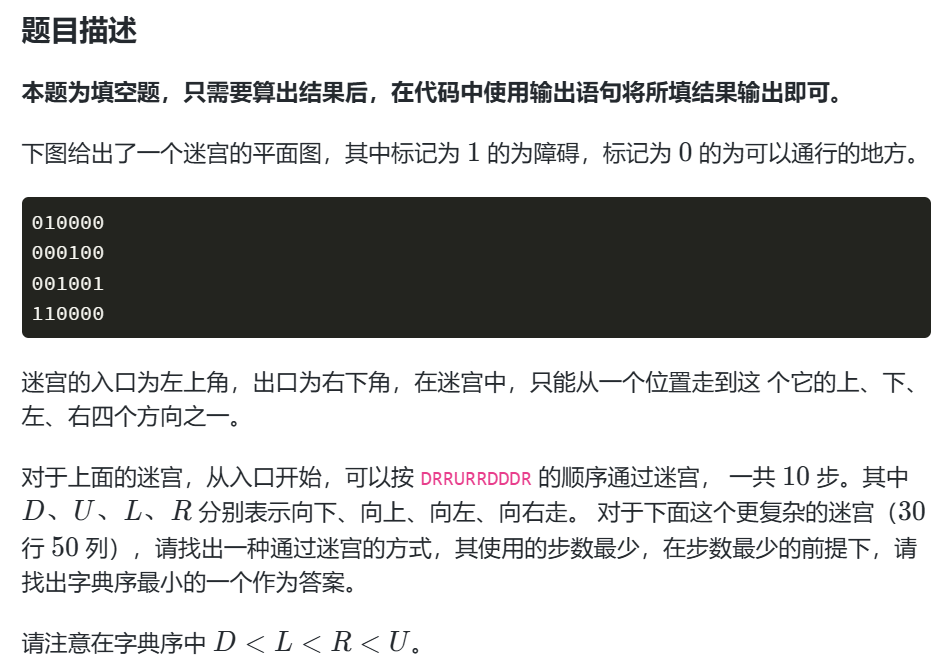 题目描述
本题为填空题，只需要算出结果后，在代码中使用输出语句将所填结果输出即可。
下图给出了一个迷宫的平面图，其中标记为 1 的为障碍，标记为 0 的为可以通行的地方。
010000
000100
001001
110000
迷宫的入口为左上角，出口为右下角，在迷宫中，只能从一个位置走到这 个它的上、下、
左、右四个方向之一。
对于上面的迷宫，从入口开始，可以按 DRRURRDDDR 的顺序通过迷宫， 一共 10 步。其中
D、U、L、R 分别表示向下、向上、向左、向右走。 对于下面这个更复杂的迷宫（30
行 50 列），请找出一种通过迷宫的方式，其使用的步数最少，在步数最少的前提下，请
找出字典序最小的一个作为答案。
请注意在字典序中 D < L < R < U。